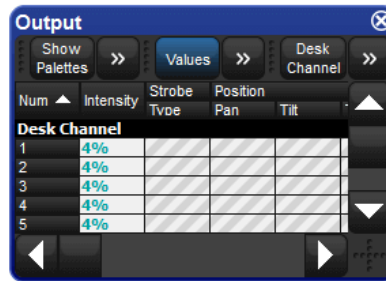 Output
Show Palettes » Values » Desk Channel »
Num Intensity Strobe Position
Type Pan Tilt
Desk Channel
1 4%
2 4%
3 4%
4 4%
5 4%